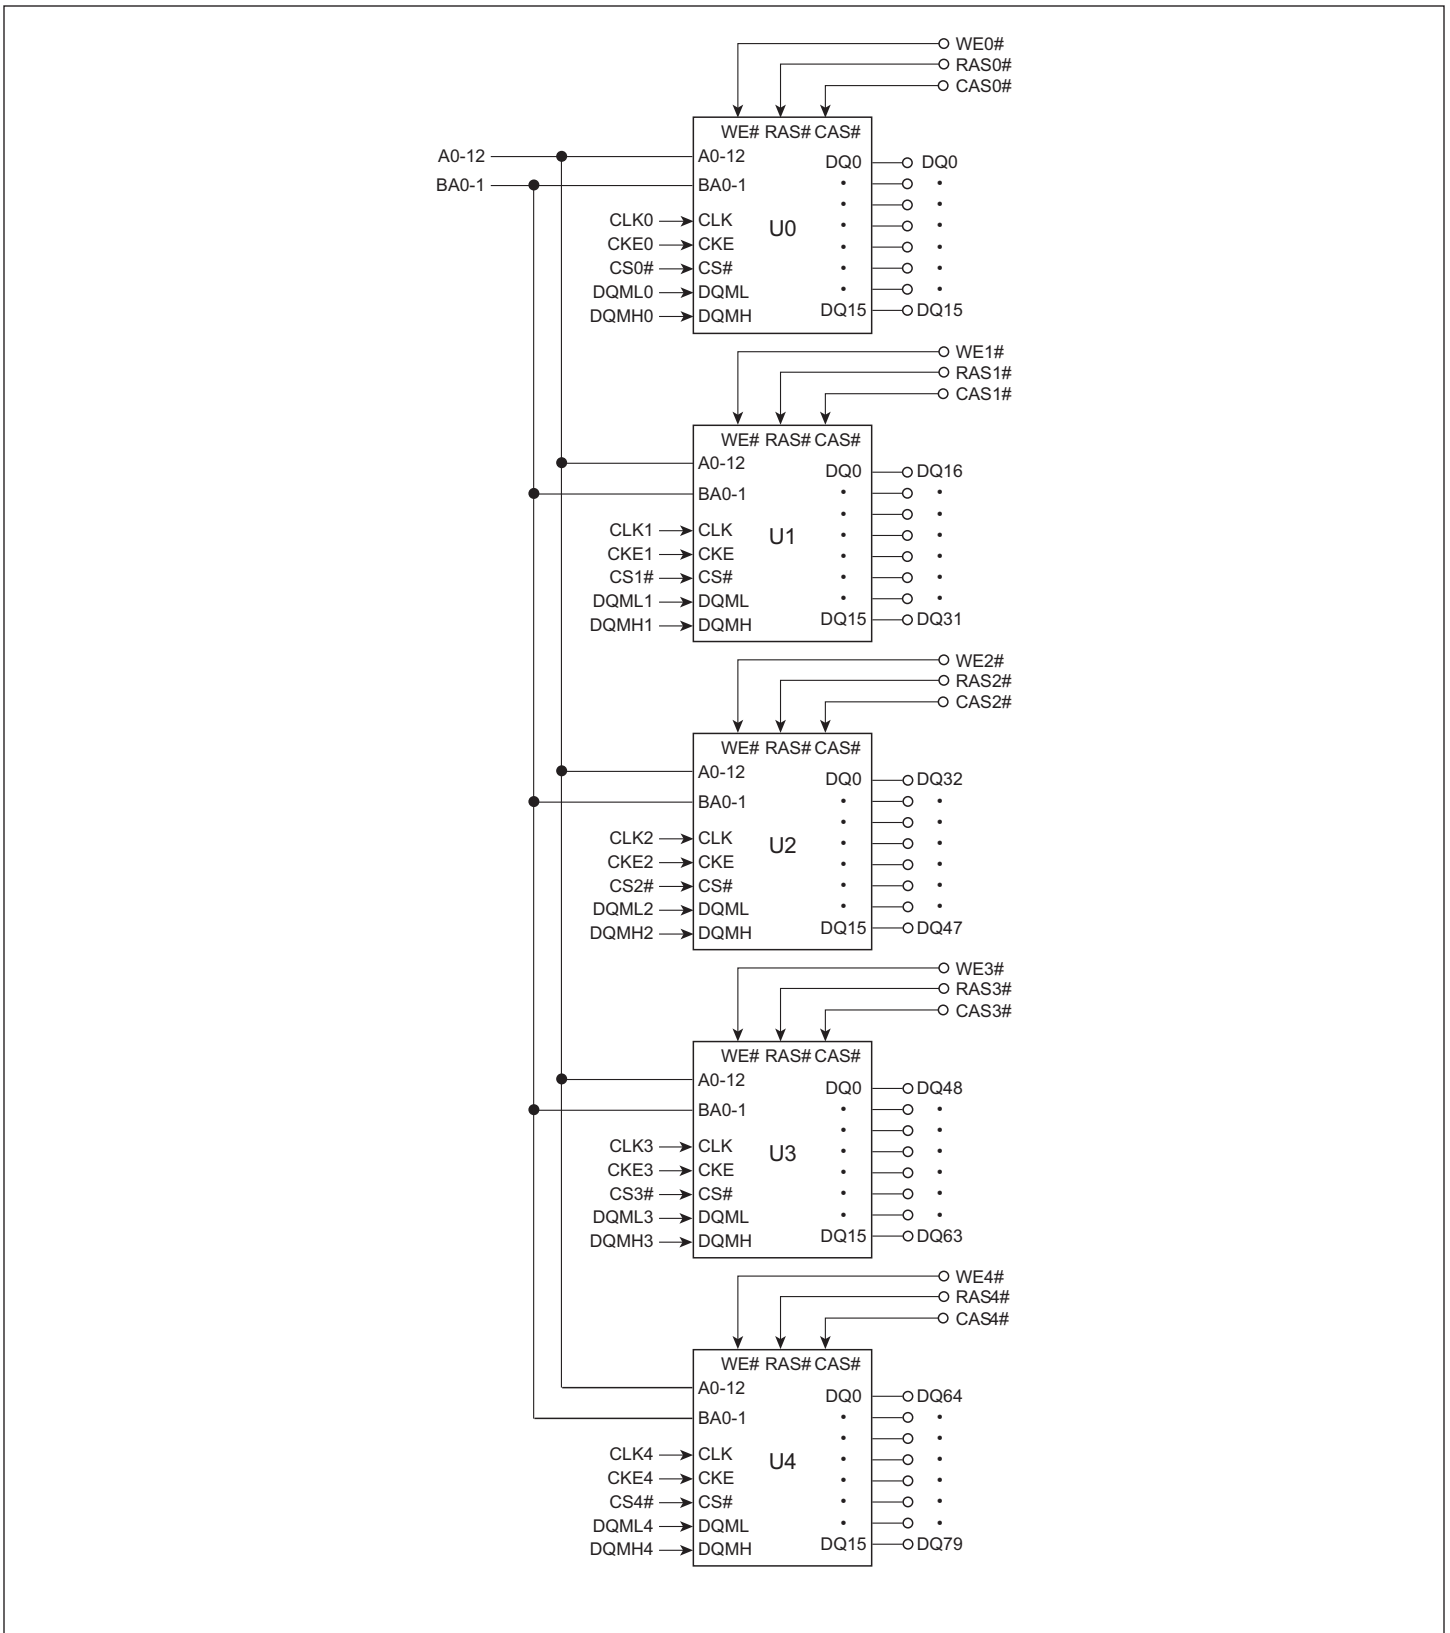 WE0#
RAS0#
CAS0#
WE# RAS# CAS#
A0-12 A0-12 DQ0 DQ0
BA0-1 BA0-1
CLK0 CLK U0
CKE0 CKE
CS0# CS#
DQML0 DQML
DQMH0 DQMH DQ15 DQ15
WE1#
RAS1#
CAS1#
WE# RAS# CAS#
A0-12 DQ0 DQ16
BA0-1
CLK1 CLK U1
CKE1 CKE
CS1# CS#
DQML1 DQML
DQMH1 DQMH DQ15 DQ31
WE2#
RAS2#
CAS2#
WE# RAS# CAS#
A0-12 DQ0 DQ32
BA0-1
CLK2 CLK U2
CKE2 CKE
CS2# CS#
DQML2 DQML
DQMH2 DQMH DQ15 DQ47
WE3#
RAS3#
CAS3#
WE# RAS# CAS#
A0-12 DQ0 DQ48
BA0-1
CLK3 CLK U3
CKE3 CKE
CS3# CS#
DQML3 DQML
DQMH3 DQMH DQ15 DQ63
WE4#
RAS4#
CAS4#
WE# RAS# CAS#
A0-12 DQ0 DQ64
BA0-1
CLK4 CLK U4
CKE4 CKE
CS4# CS#
DQML4 DQML
DQMH4 DQMH DQ15 DQ79